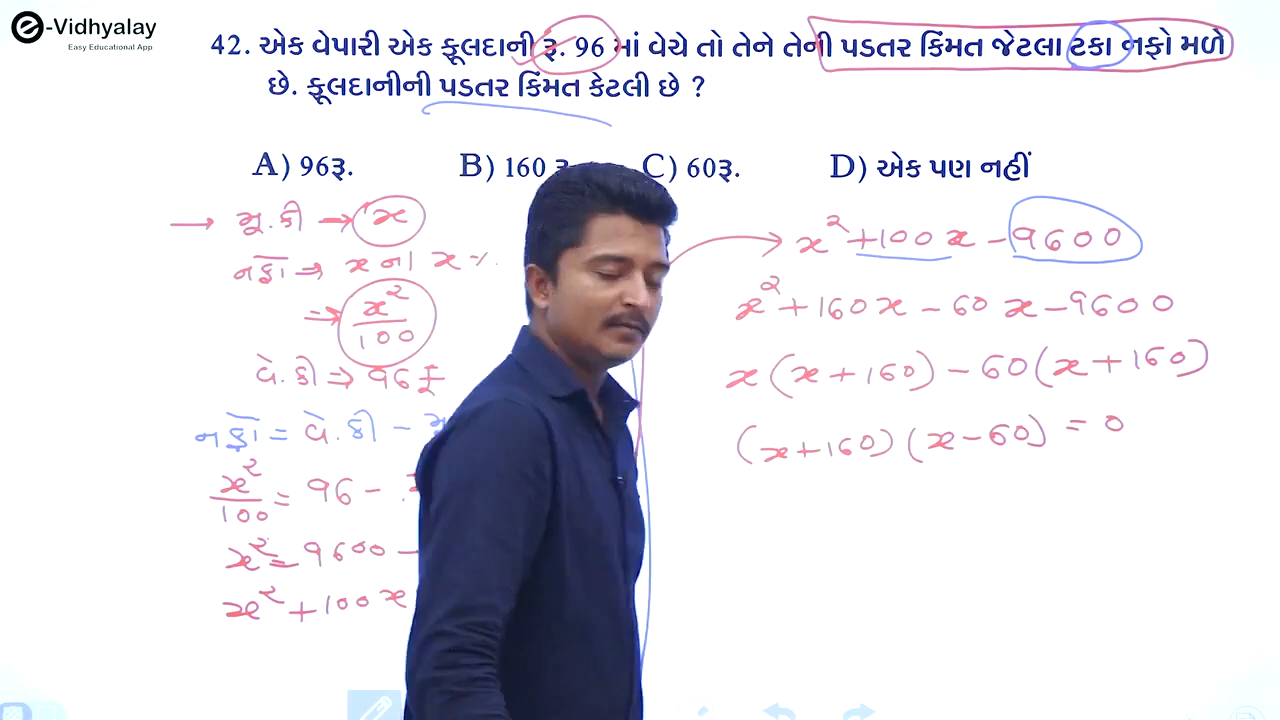 e-Vidhyalay
Easy Educational App
42. એક વેપારી એક ફૂલદાની રૂ. 96 માં વેચે તો તેને તેની પડતર કિંમત જેટલા ટકા નફો મળે
છે. ફૂલદાનીની પડતર કિંમત કેટલી છે ?
A) 96રૂ. B) 160 C) 60રૂ. D) એક પણ નહીં
→ મૂ.કી → x
નફો ⇒ x ના x %.
⇒ x²/100
વે.કી ⇒ 96 રૂ
નફો = વે.કી - મૂ
x²/100 = 96 -
x² = 9600 -
x² + 100x
x² + 100x - 9600
x² + 160x - 60x - 9600
x(x + 160) - 60(x + 160)
(x + 160)(x - 60) = 0